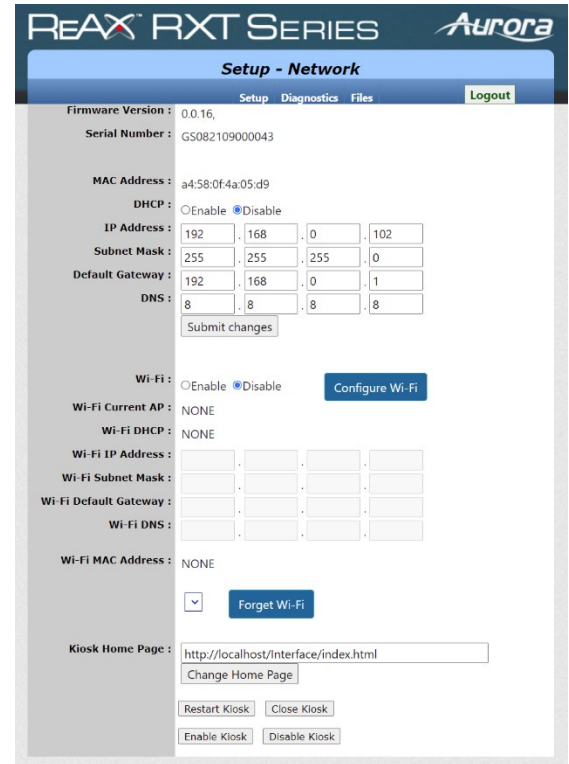 REAX™ RXT SERIES Aurora
Setup - Network
Setup Diagnostics Files Logout
Firmware Version : 0.0.16,
Serial Number : GS082109000043
MAC Address : a4:58:0f:4a:05:d9
DHCP : Enable Disable
IP Address : 192 . 168 . 0 . 102
Subnet Mask : 255 . 255 . 255 . 0
Default Gateway : 192 . 168 . 0 . 1
DNS : 8 . 8 . 8 . 8
Submit changes
Wi-Fi : Enable Disable Configure Wi-Fi
Wi-Fi Current AP : NONE
Wi-Fi DHCP : NONE
Wi-Fi IP Address : . . .
Wi-Fi Subnet Mask : . . .
Wi-Fi Default Gateway : . . .
Wi-Fi DNS : . . .
Wi-Fi MAC Address : NONE
Forget Wi-Fi
Kiosk Home Page : http://localhost/Interface/index.html
Change Home Page
Restart Kiosk Close Kiosk
Enable Kiosk Disable Kiosk